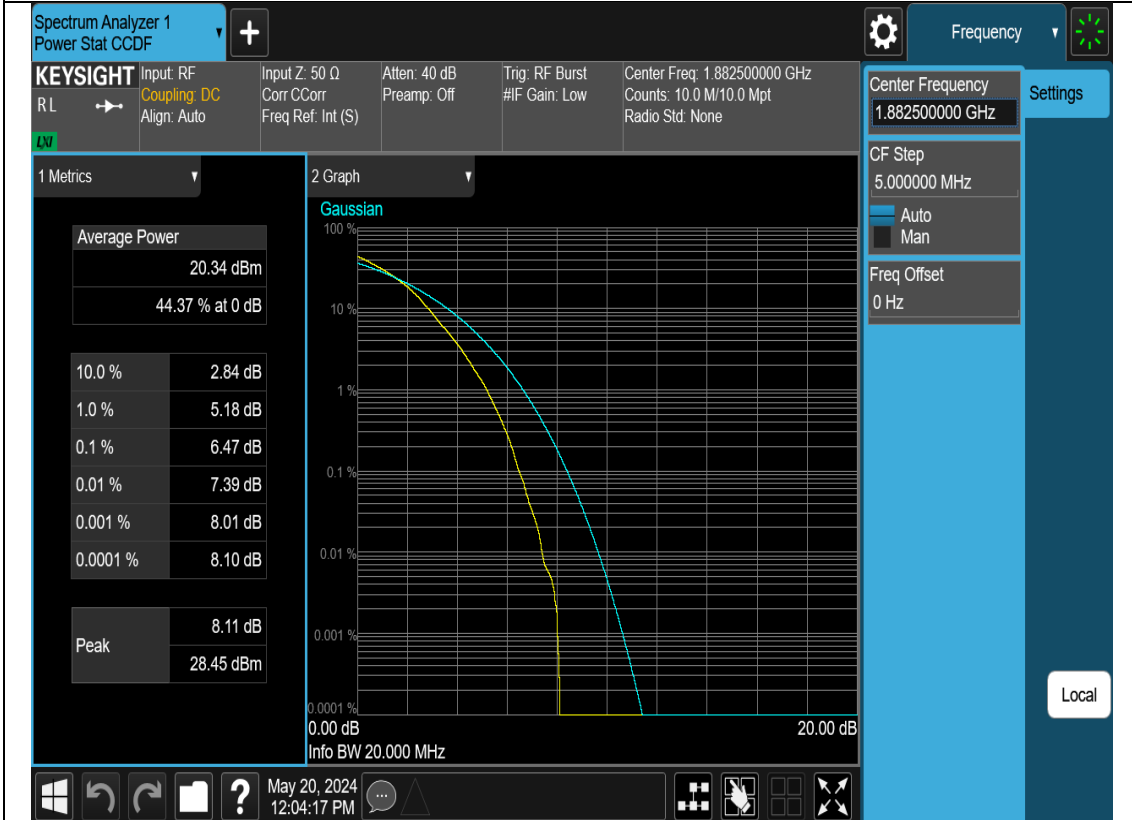 Spectrum Analyzer 1
Power Stat CCDF
Frequency
KEYSIGHT
R L
LXI
Input: RF
Coupling: DC
Align: Auto
Input Z: 50 Ω
Corr CCorr
Freq Ref: Int (S)
Atten: 40 dB
Preamp: Off
Trig: RF Burst
#IF Gain: Low
Center Freq: 1.882500000 GHz
Counts: 10.0 M/10.0 Mpt
Radio Std: None
Center Frequency
1.882500000 GHz
Settings
CF Step
5.000000 MHz
Auto
Man
Freq Offset
0 Hz
1 Metrics
Average Power
20.34 dBm
44.37 % at 0 dB
10.0 % 2.84 dB
1.0 % 5.18 dB
0.1 % 6.47 dB
0.01 % 7.39 dB
0.001 % 8.01 dB
0.0001 % 8.10 dB
Peak 8.11 dB
28.45 dBm
2 Graph
Gaussian
100 %
10 %
1 %
0.1 %
0.01 %
0.001 %
0.0001 %
0.00 dB 20.00 dB
Info BW 20.000 MHz
Local
?
May 20, 2024
12:04:17 PM